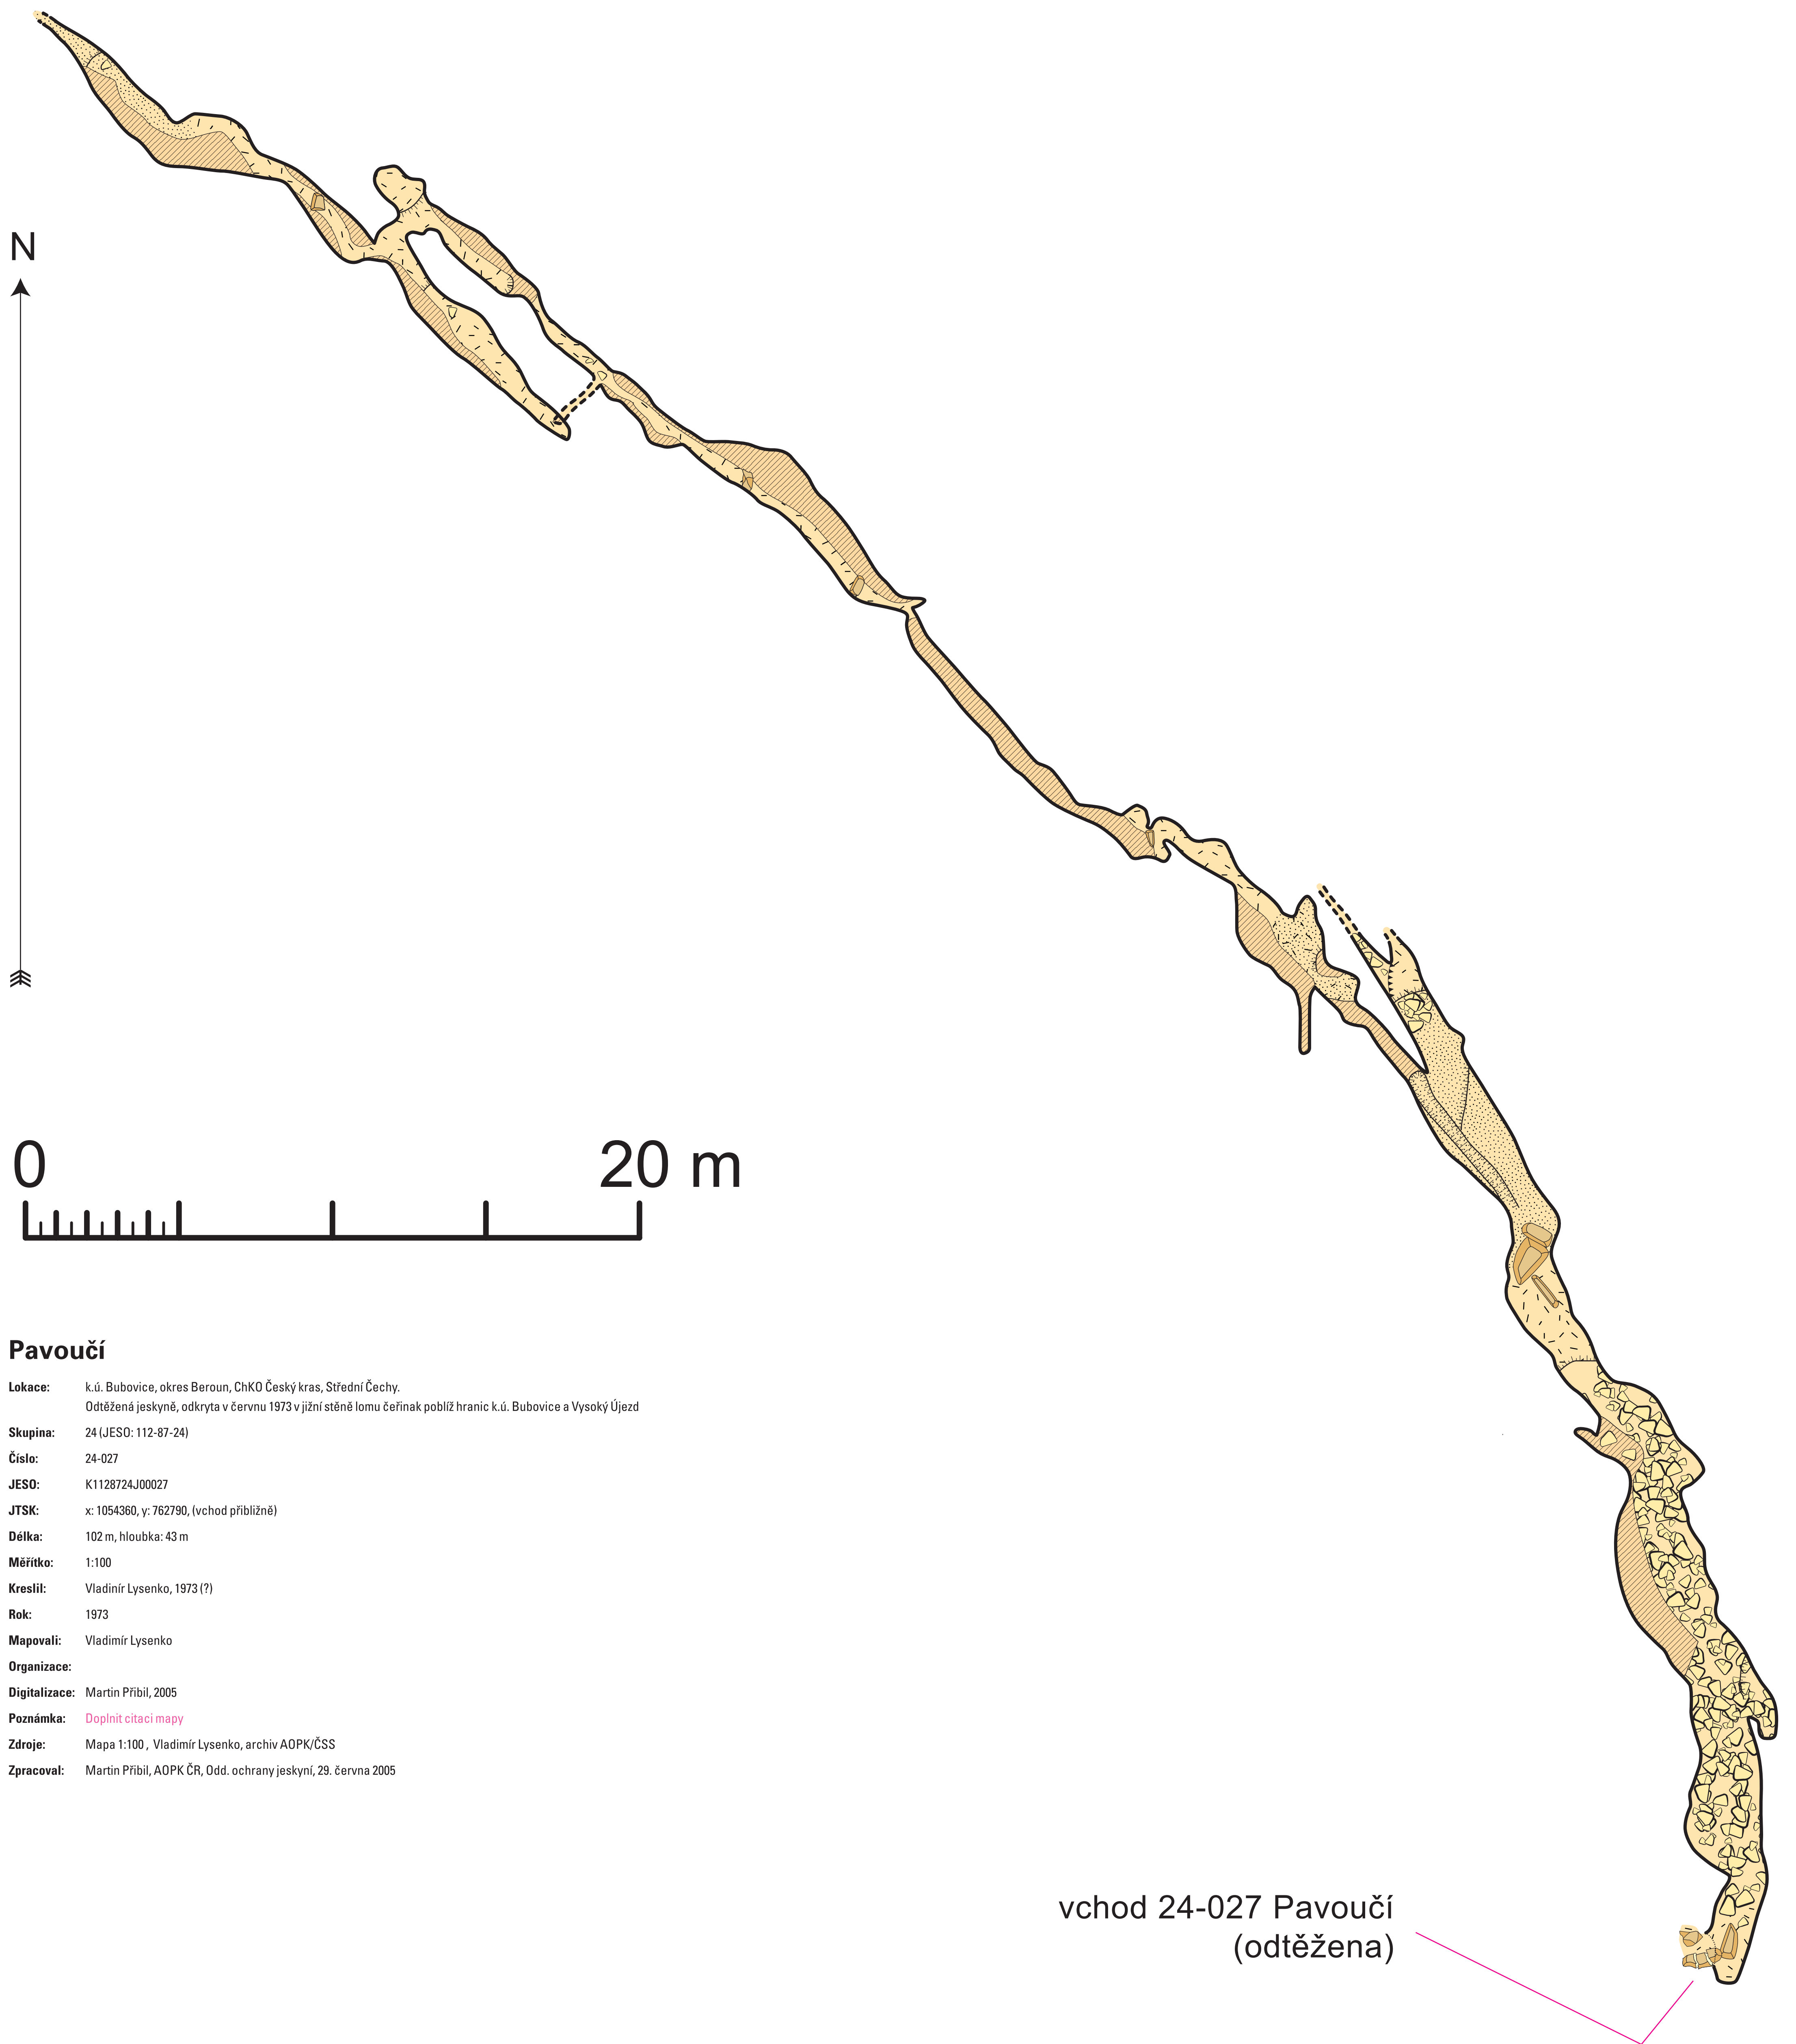 N
0 20 m
Pavoučí
Lokace: k.ú. Bubovice, okres Beroun, ChKO Český kras, Střední Čechy.
Odtěžená jeskyně, odkryta v červnu 1973 v jižní stěně lomu čeřinak poblíž hranic k.ú. Bubovice a Vysoký Újezd
Skupina: 24 (JESO: 112-87-24)
Číslo: 24-027
JESO: K1128724J00027
JTSK: x: 1054360, y: 762790, (vchod přibližně)
Délka: 102 m, hloubka: 43 m
Měřítko: 1:100
Kreslil: Vladinír Lysenko, 1973 (?)
Rok: 1973
Mapovali: Vladimír Lysenko
Organizace:
Digitalizace: Martin Přibil, 2005
Poznámka: Doplnit citaci mapy
Zdroje: Mapa 1:100 , Vladimír Lysenko, archiv AOPK/ČSS
Zpracoval: Martin Přibil, AOPK ČR, Odd. ochrany jeskyní, 29. června 2005
vchod 24-027 Pavoučí
(odtěžena)